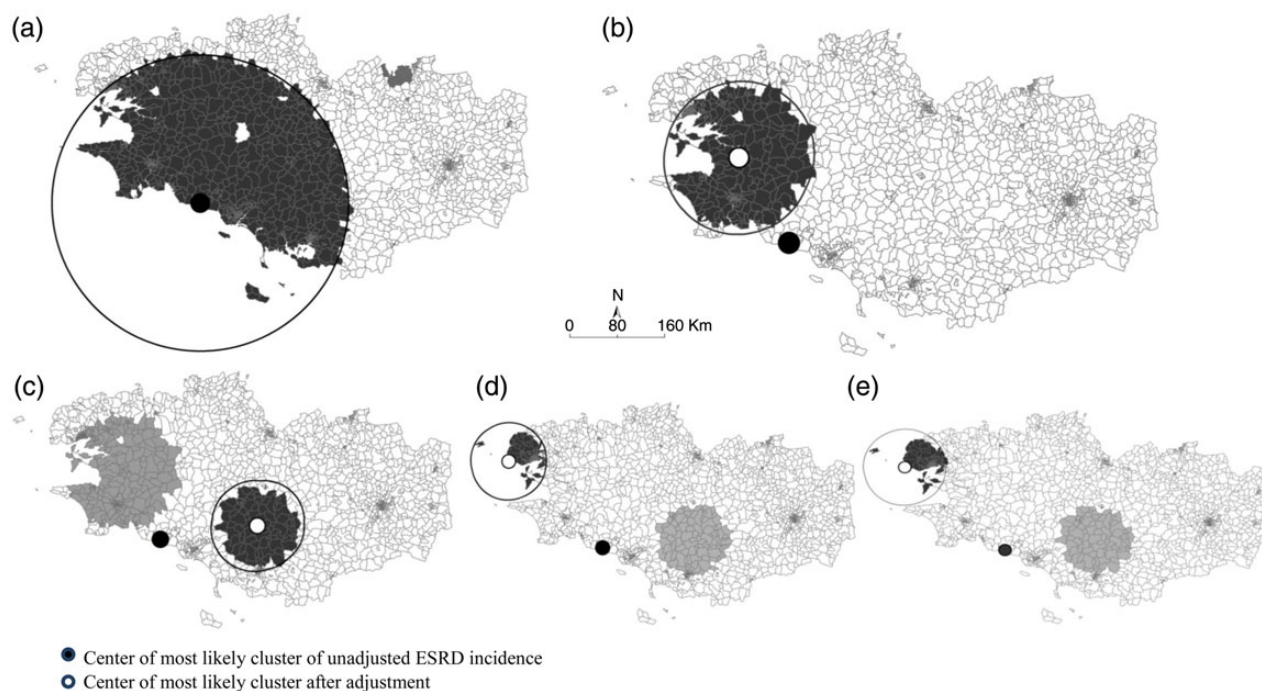 (a)
(b)
N
0 80 160 Km
(c)
(d)
(e)
Center of most likely cluster of unadjusted ESRD incidence
Center of most likely cluster after adjustment